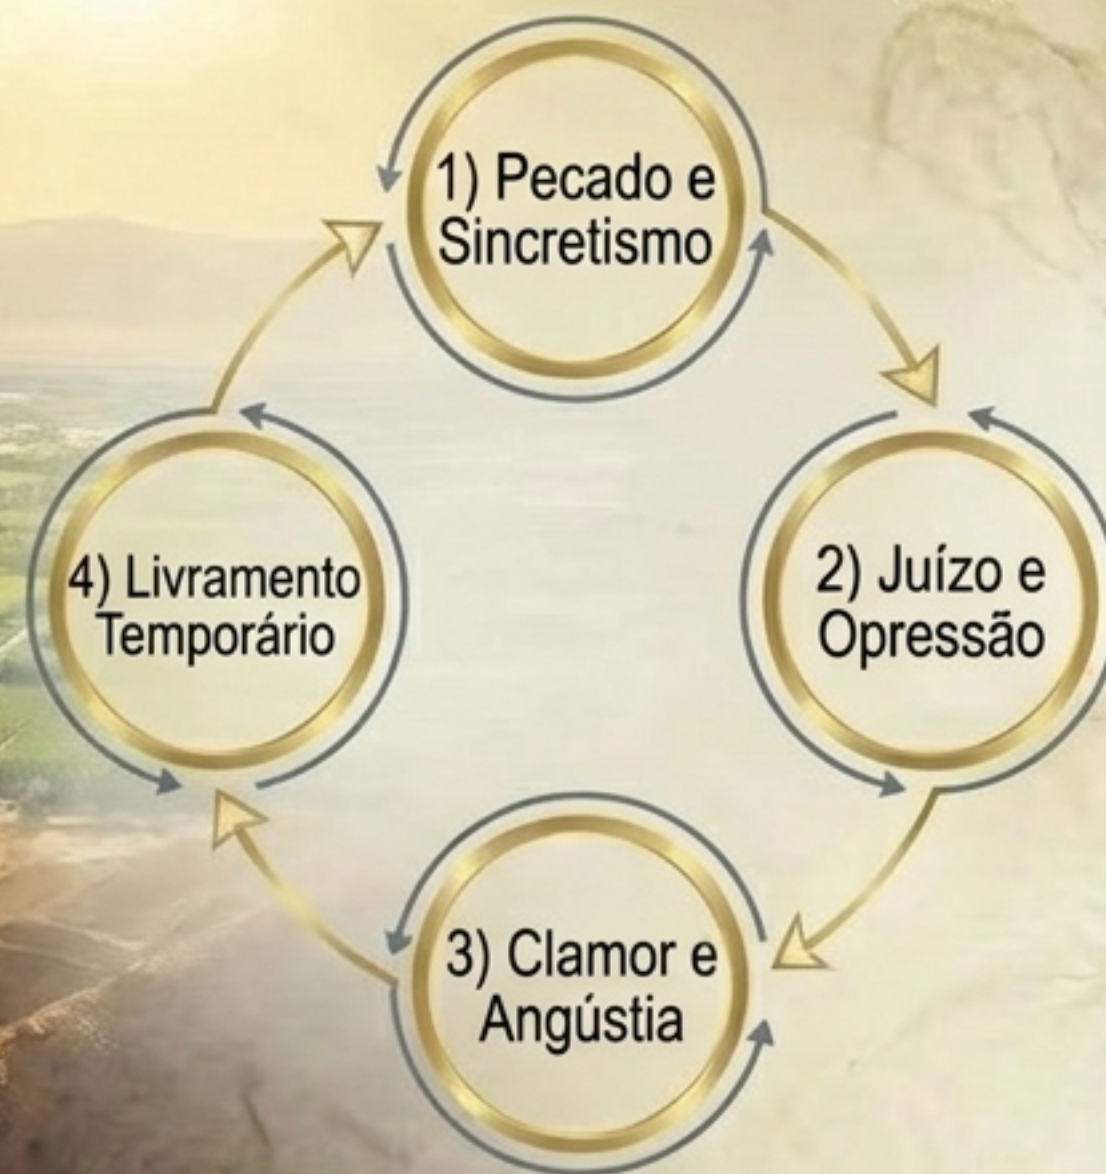 1) Pecado e
Sincretismo
2) Juízo e
Opressão
3) Clamor e
Angústia
4) Livramento
Temporário